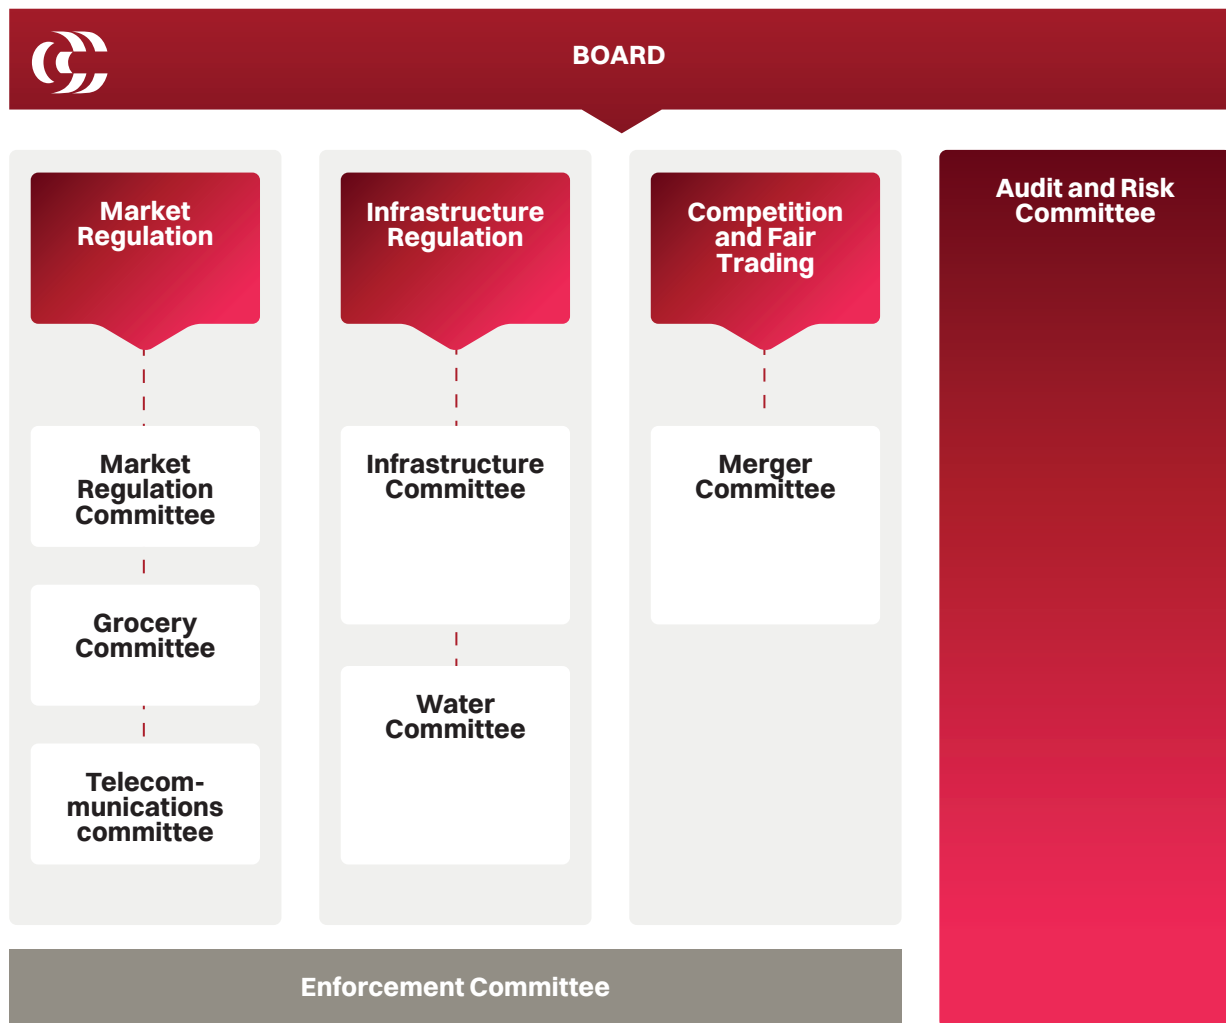 BOARD
Market
Regulation
Market
Regulation
Committee
Grocery
Committee
Telecom-
munications
committee
Infrastructure
Regulation
Infrastructure
Committee
Water
Committee
Competition
and Fair
Trading
Merger
Committee
Audit and Risk
Committee
Enforcement Committee